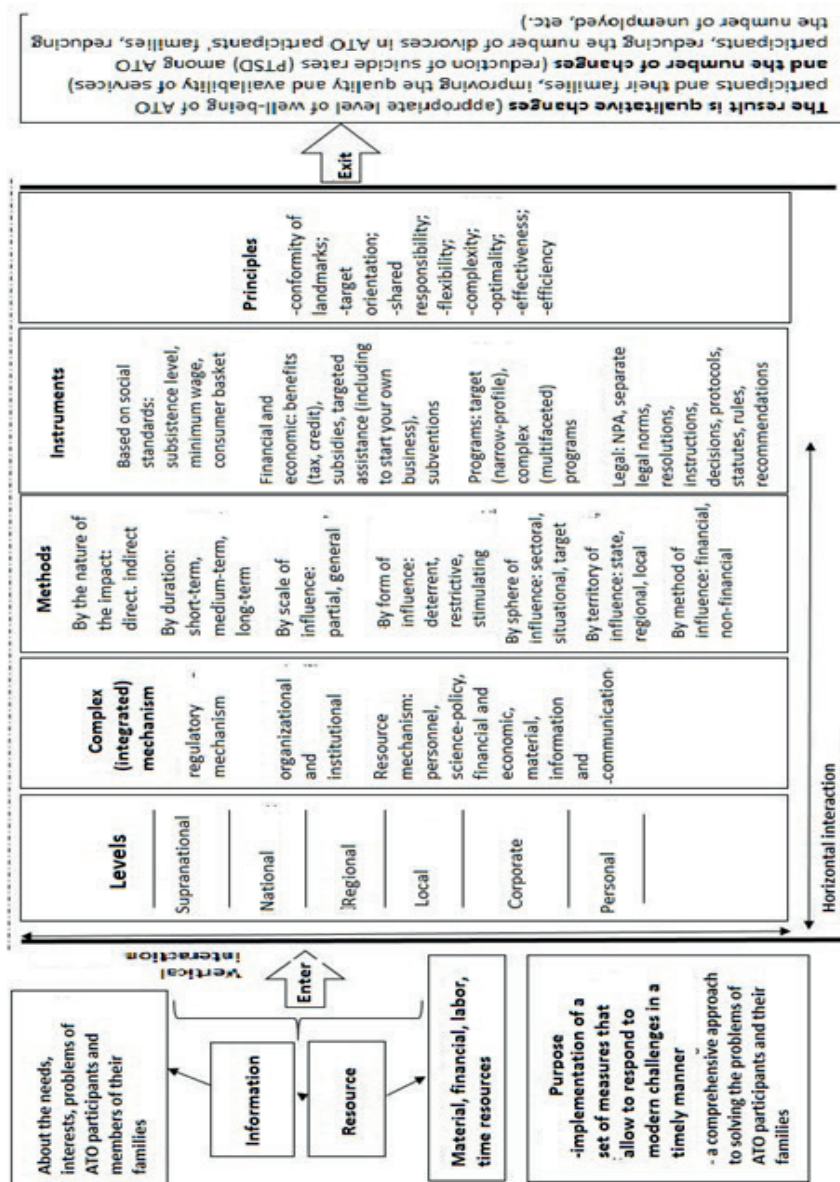 About the needs,
interests, problems of
ATO participants and
members of their
families
Information
Resource
Material, financial, labor,
time resources
Purpose
-implementation of a
set of measures that
allow to respond to
modern challenges in a
timely manner
- a comprehensive approach
to solving the problems of
ATO participants and their
families
Enter
Vertical
interaction
Levels
Supranational
National
Regional
Local
Corporate
Personal
Complex
(integrated)
mechanism
regulatory
mechanism
organizational
and
institutional
Resource
mechanism:
personnel,
science-policy,
financial and
economic,
material,
information
and
-communication
Methods
By the nature of
the impact:
direct. indirect
By duration:
short-term,
medium-term,
long-term
By scale of
influence:
partial, general
By form of
influence:
deterrent,
restrictive,
stimulating
By sphere of
influence: sectoral,
situational, target
By territory of
influence: state,
regional, local
By method of
influence: financial,
non-financial
Instruments
Based on social
standards:
subsistence level,
minimum wage,
consumer basket
Financial and
economic: benefits
(tax, credit),
subsidies, targeted
assistance (including
to start your own
business),
subventions
Programs: target
(narrow-profile),
complex
(multifaceted)
programs
Legal: NPA, separate
legal norms,
resolutions,
instructions,
decisions, protocols,
statutes, rules,
recommendations
Principles
-conformity of
landmarks;
-target
orientation;
-shared
responsibility;
-flexibility;
-complexity;
-optimality;
-effectiveness;
-efficiency
Horizontal interaction
Exit
The result is qualitative changes (appropriate level of well-being of ATO
participants and their families, improving the quality and availability of services)
and the number of changes (reduction of suicide rates (PTSD) among ATO
participants, reducing the number of divorces in ATO participants' families, reducing
the number of unemployed, etc.)